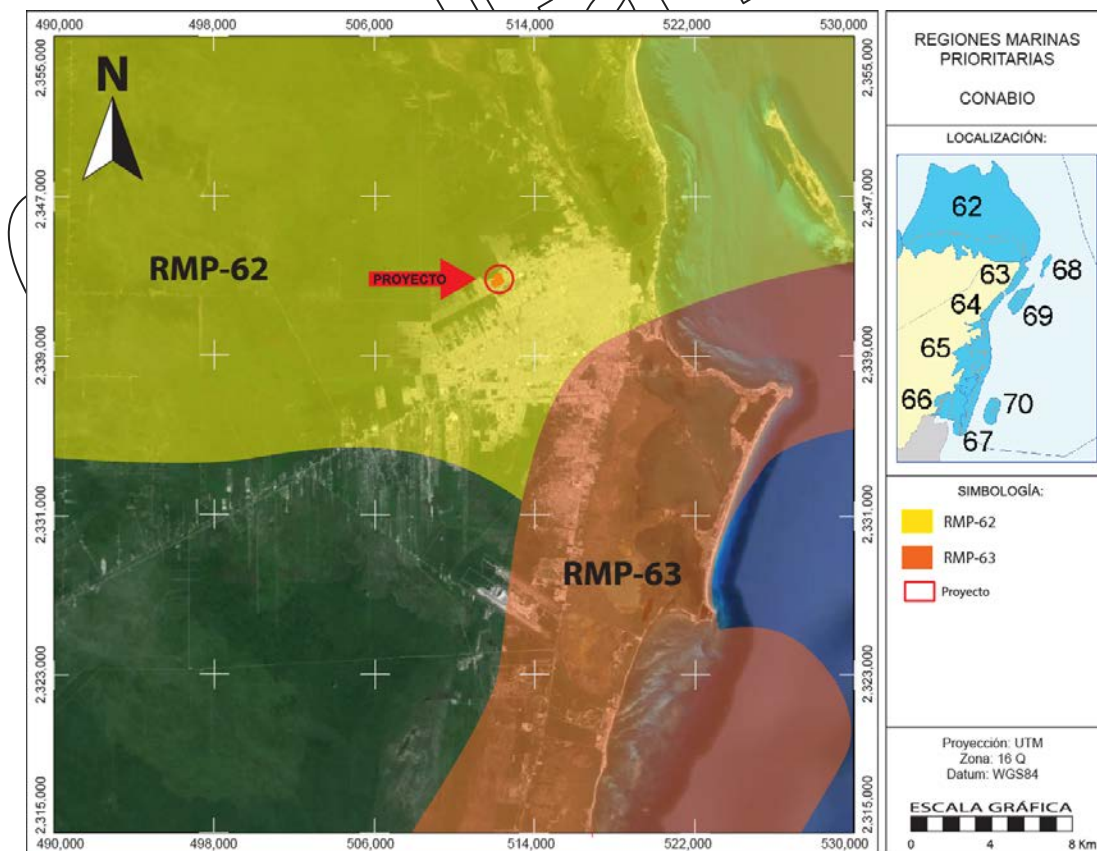 490,000 498,000 506,000 514,000 522,000 530,000
2,355,000
2,355,000
N
2,347,000
2,347,000
RMP-62
PROYECTO
2,339,000
2,339,000
2,331,000
2,331,000
RMP-63
2,323,000
2,323,000
2,315,000
2,315,000
490,000 498,000 506,000 514,000 522,000 530,000
REGIONES MARINAS
PRIORITARIAS
CONABIO
LOCALIZACIÓN:
62
63
68
64
69
65
66
70
67
SIMBOLOGÍA:
RMP-62
RMP-63
Proyecto
Proyección: UTM
Zona: 16 Q
Datum: WGS84
ESCALA GRÁFICA
0 4 8 Km